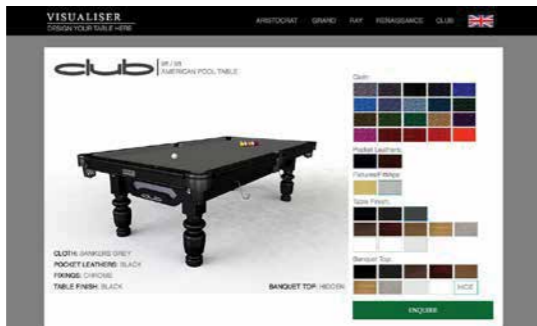 VISUALISER
DESIGN YOUR TABLE HERE
ARISTOCRAT GRAND RAY RENAISSANCE CLUB
club
AMERICAN POOL TABLE
Cloth:
Pocket Leathers:
Fixtures/Fittings:
Table Finish:
Banquet Top:
HIDE
CLOTH: BANKERS GREY
POCKET LEATHERS: BLACK
FIXINGS: CHROME
TABLE FINISH: BLACK
BANQUET TOP: HIDDEN
ENQUIRE